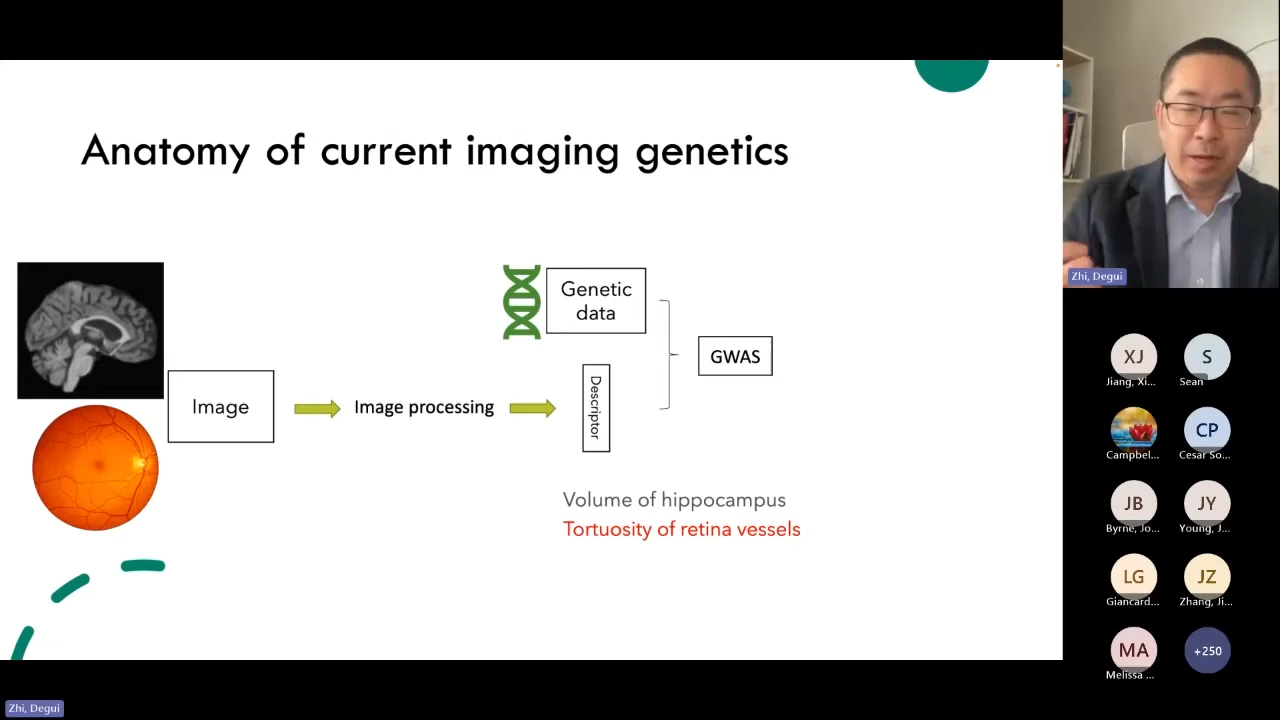 Anatomy of current imaging genetics
Genetic
data
GWAS
Descriptor
Image
Image processing
Volume of hippocampus
Tortuosity of retina vessels
Zhi, Degui
XJ
Jiang, Xi...
S
Sean
Campbel...
CP
Cesar So...
JB
Byrne, Jo...
JY
Young, J...
LG
Giancard...
JZ
Zhang, Ji...
MA
Melissa ...
+250
Zhi, Degui